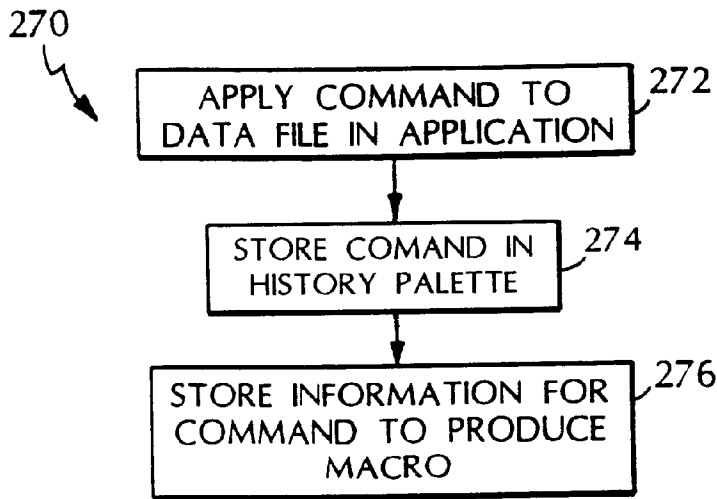 270
APPLY COMMAND TO
DATA FILE IN APPLICATION
272
STORE COMAND IN
HISTORY PALETTE
274
STORE INFORMATION FOR
COMMAND TO PRODUCE
MACRO
276